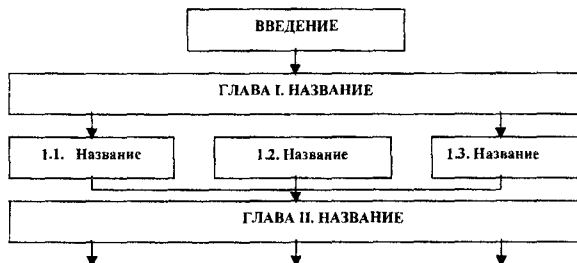 ВВЕДЕНИЕ
ГЛАВА I. НАЗВАНИЕ
1.1. Название
1.2. Название
1.3. Название
ГЛАВА II. НАЗВАНИЕ